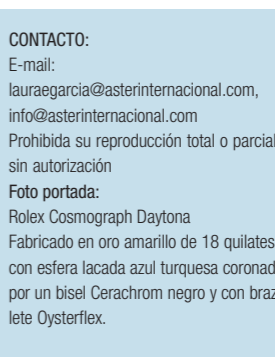 CONTACTO:
E-mail:
lauraegarcia@asterinternacional.com,
info@asterinternacional.com
Prohibida su reproducción total o parcial
sin autorización
Foto portada:
Rolex Cosmograph Daytona
Fabricado en oro amarillo de 18 quilates
con esfera lacada azul turquesa coronad
por un bisel Cerachrom negro y con braz
lete Oysterflex.